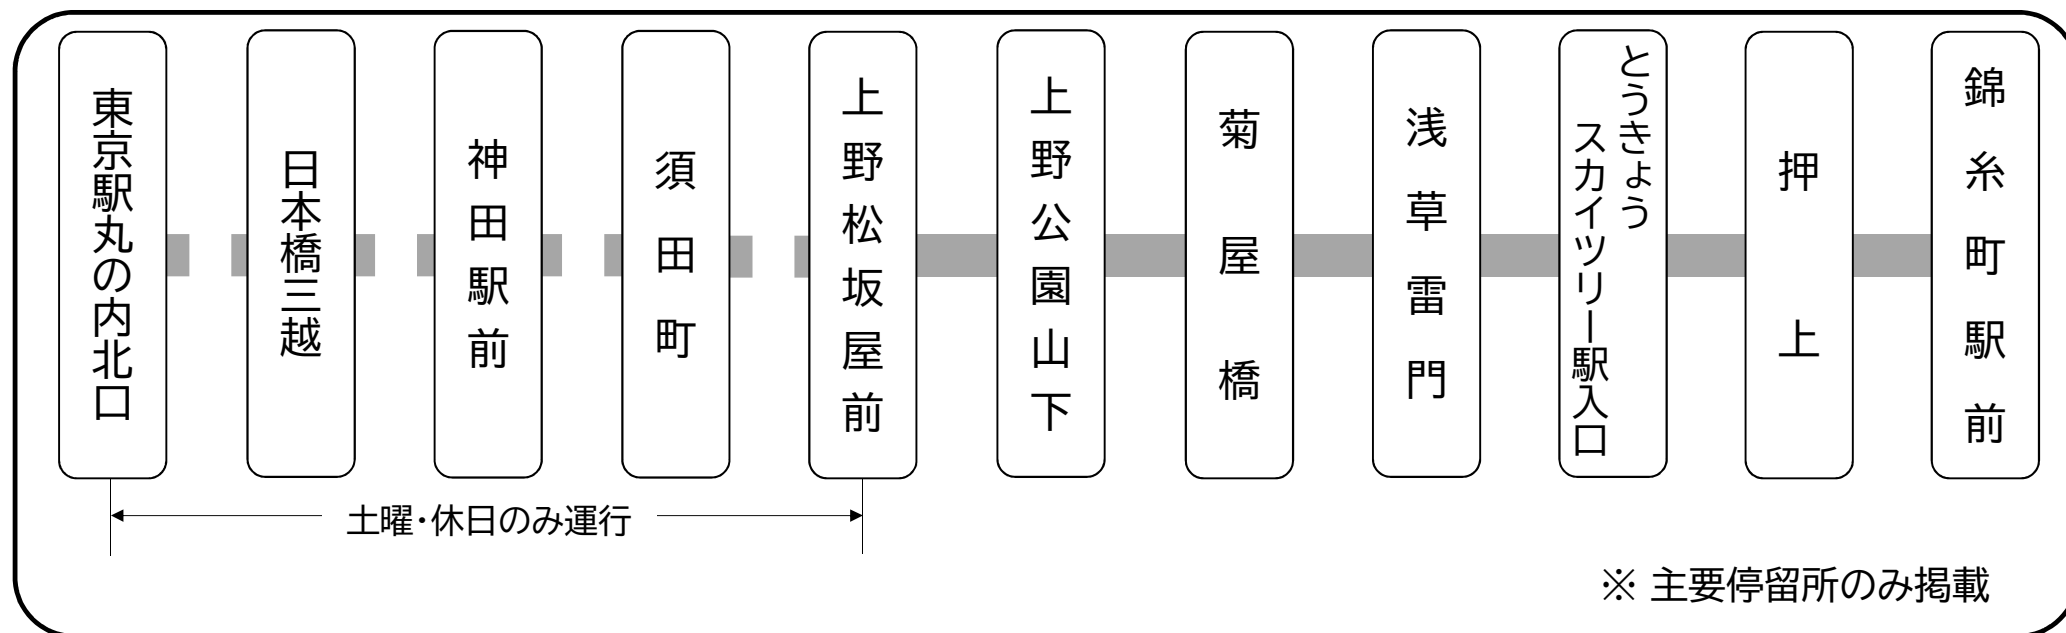 東京駅丸の内北口
日本橋三越
神田駅前
須田町
上野松坂屋前
上野公園山下
菊屋橋
浅草雷門
とうきょう
スカイツリー駅入口
押上
錦糸町駅前
土曜・休日のみ運行
※ 主要停留所のみ掲載